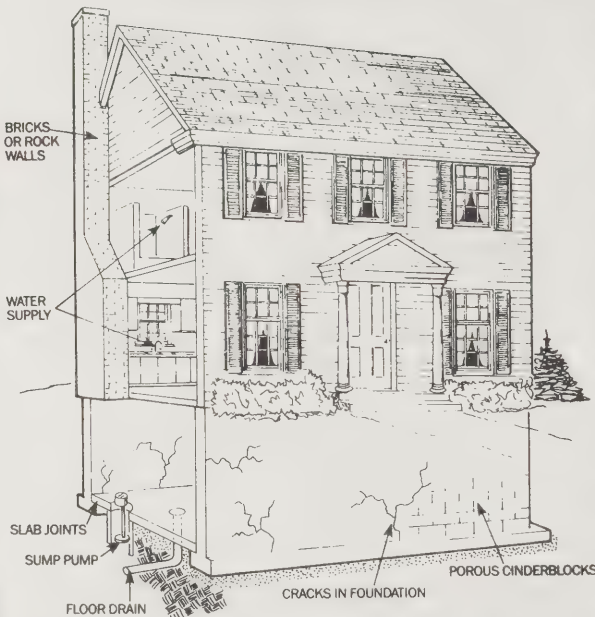 BRICKS
OR ROCK
WALLS
WATER
SUPPLY
SLAB JOINTS
SUMP PUMP
FLOOR DRAIN
CRACKS IN FOUNDATION
POROUS CINDERBLOCKS